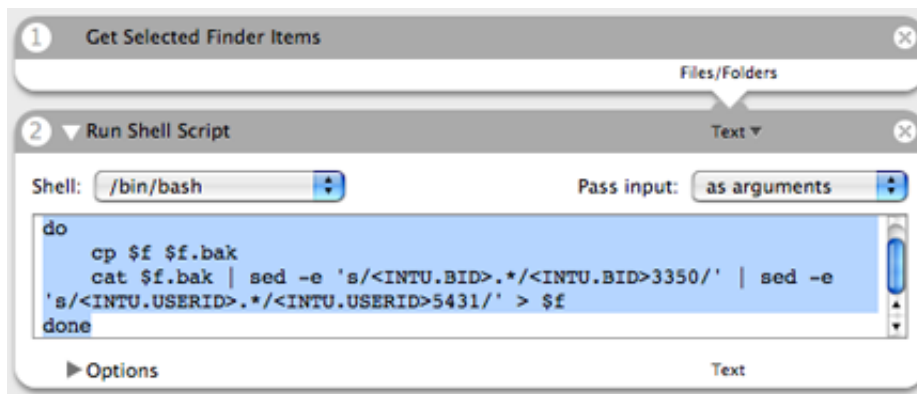 1 Get Selected Finder Items
Files/Folders
2 Run Shell Script Text
Shell: /bin/bash Pass input: as arguments
do
    cp $f $f.bak
    cat $f.bak | sed -e 's/<INTU.BID>.*/<INTU.BID>3350/' | sed -e
's/<INTU.USERID>.*/<INTU.USERID>5431/' > $f
done
Options Text